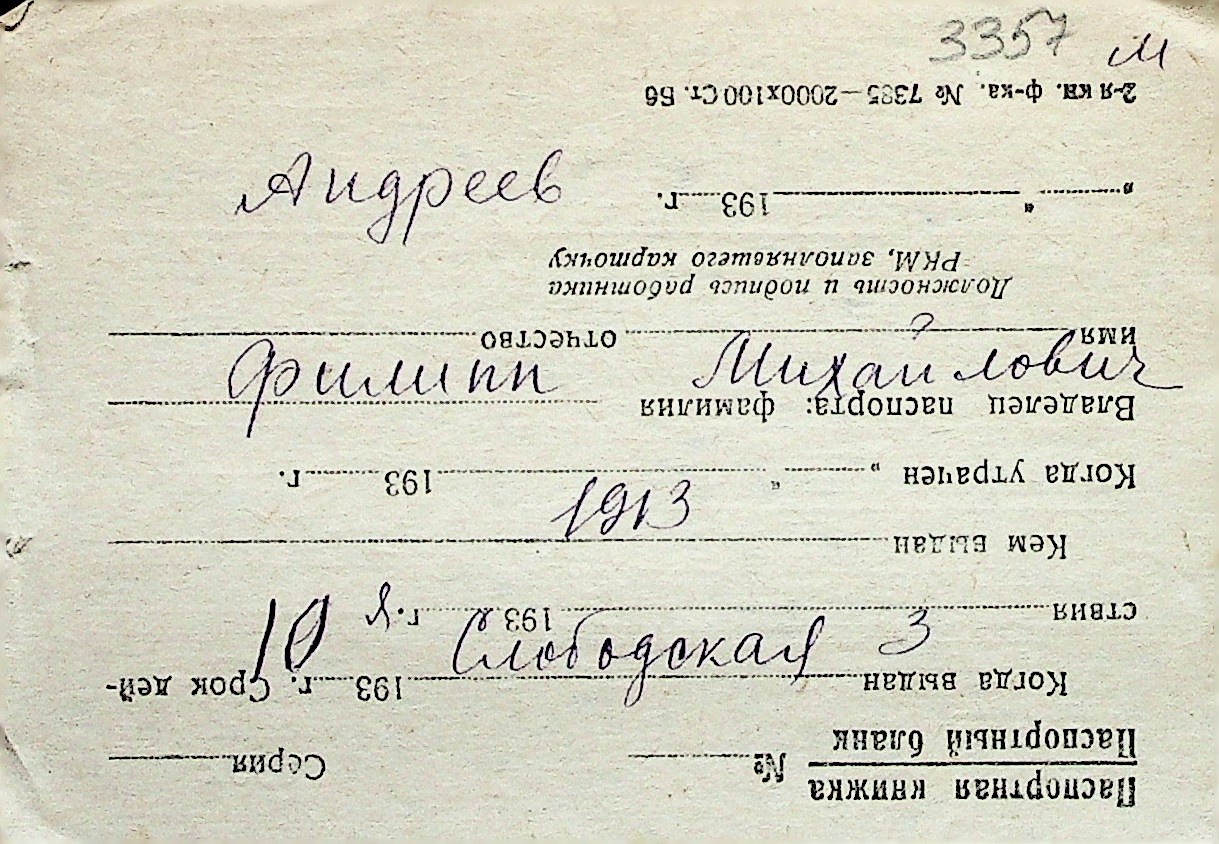 3357 м
Андреев
Филипп Михайлович
1913
Слободская 3
10
Паспортная книжка
Паспортный бланк № Серия
Когда выдан 193 г. Срок дей-
ствия 193 г.
Кем выдан
Когда утрачен „ “ 193 г.
Владелец паспорта: фамилия
имя отчество
Должность и подпись работника
РКМ, заполнявшего карточку
„ “ 193 г.
2-я кн. ф-ка. № 7385—2000х100 Ст. Б6